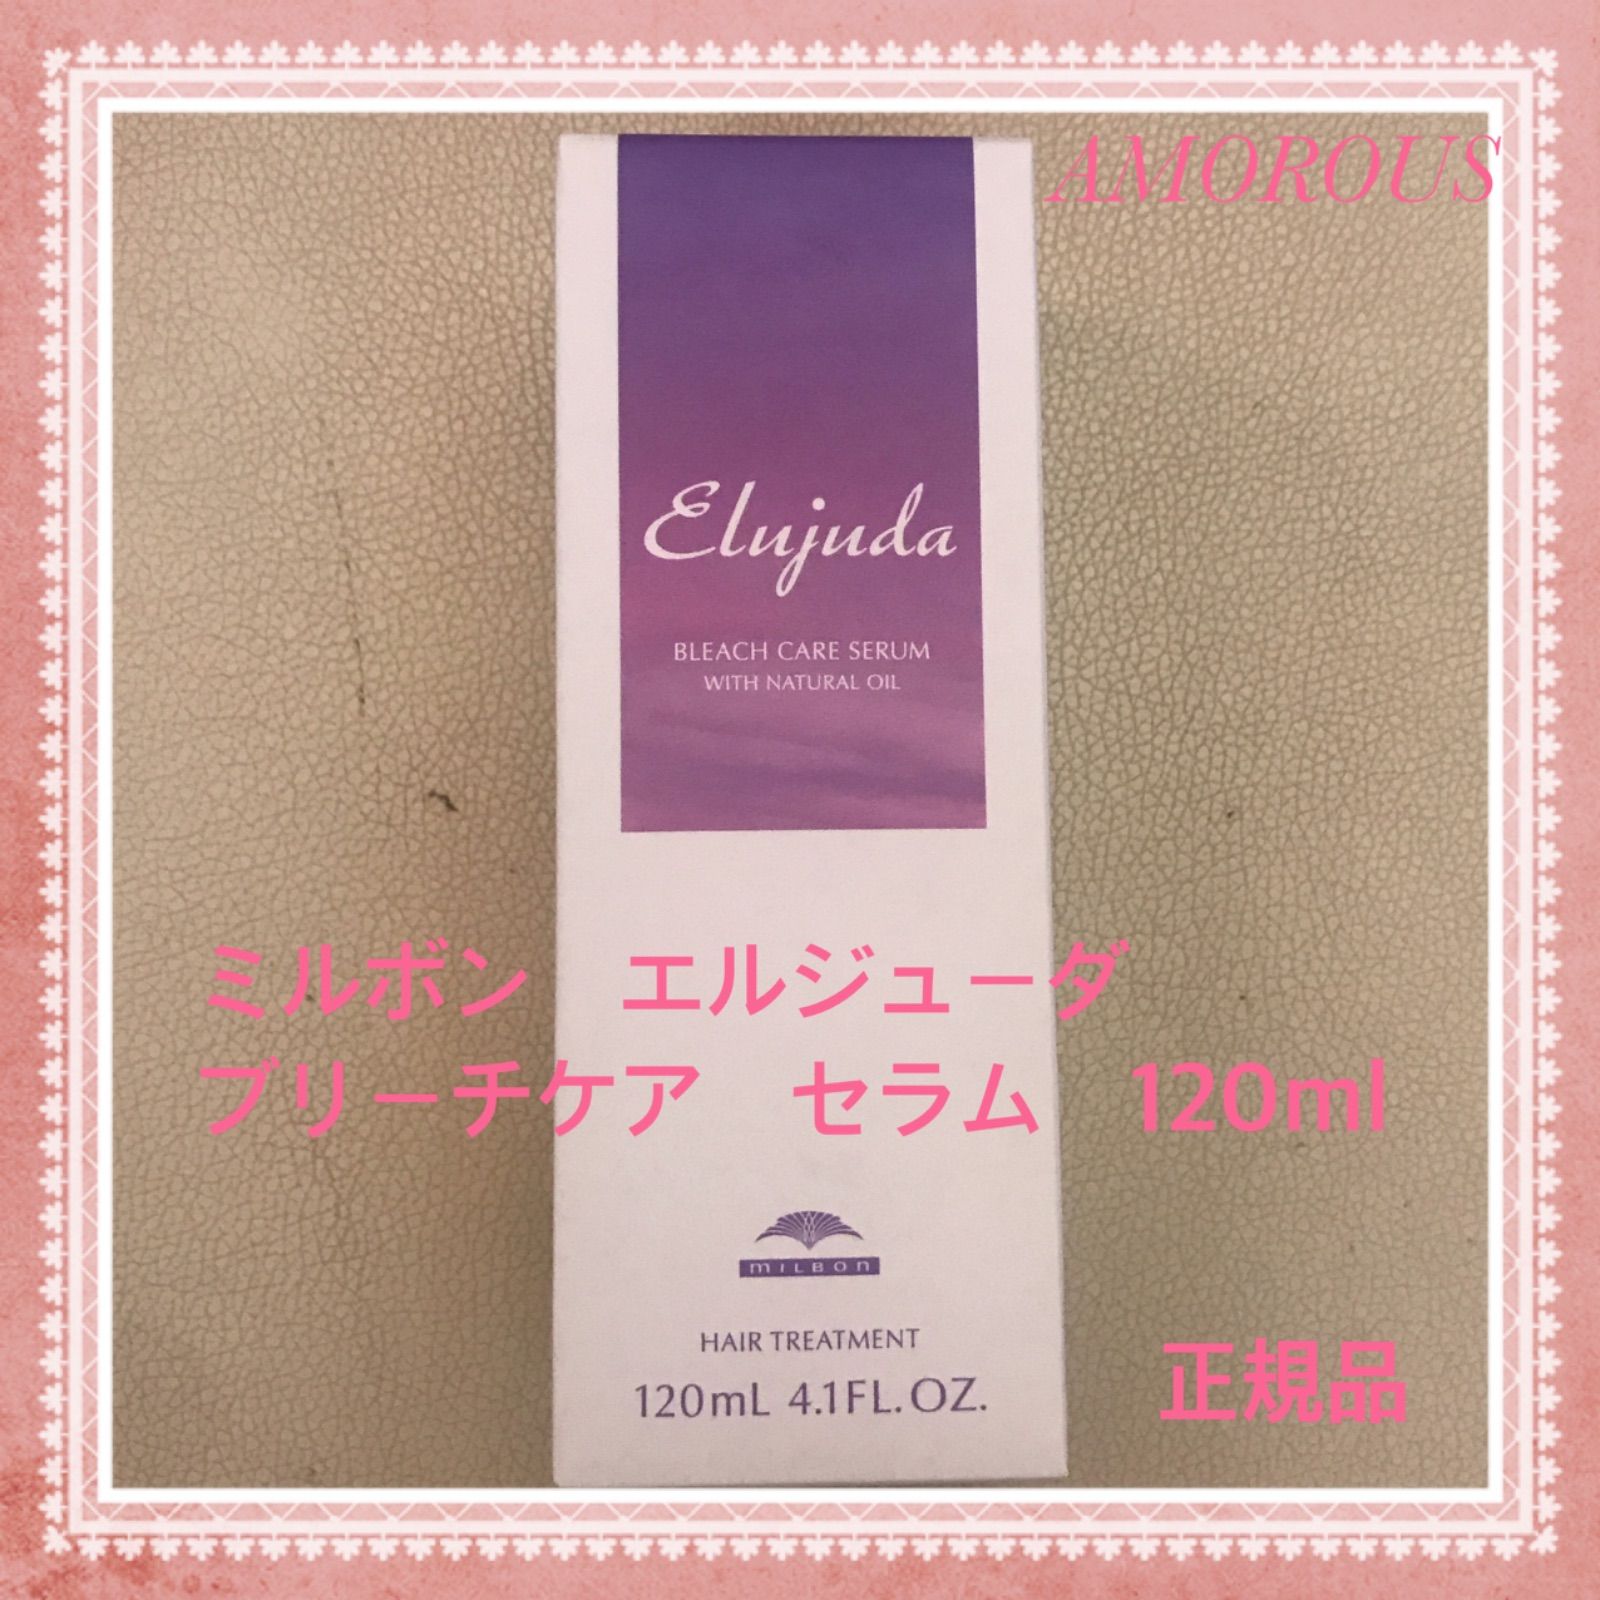 AMOROUS
Elujuda
BLEACH CARE SERUM
WITH NATURAL OIL
ミルボン　エルジューダ
ブリーチケア　セラム　120ml
MILBON
HAIR TREATMENT
120mL 4.1FL.OZ.
正規品